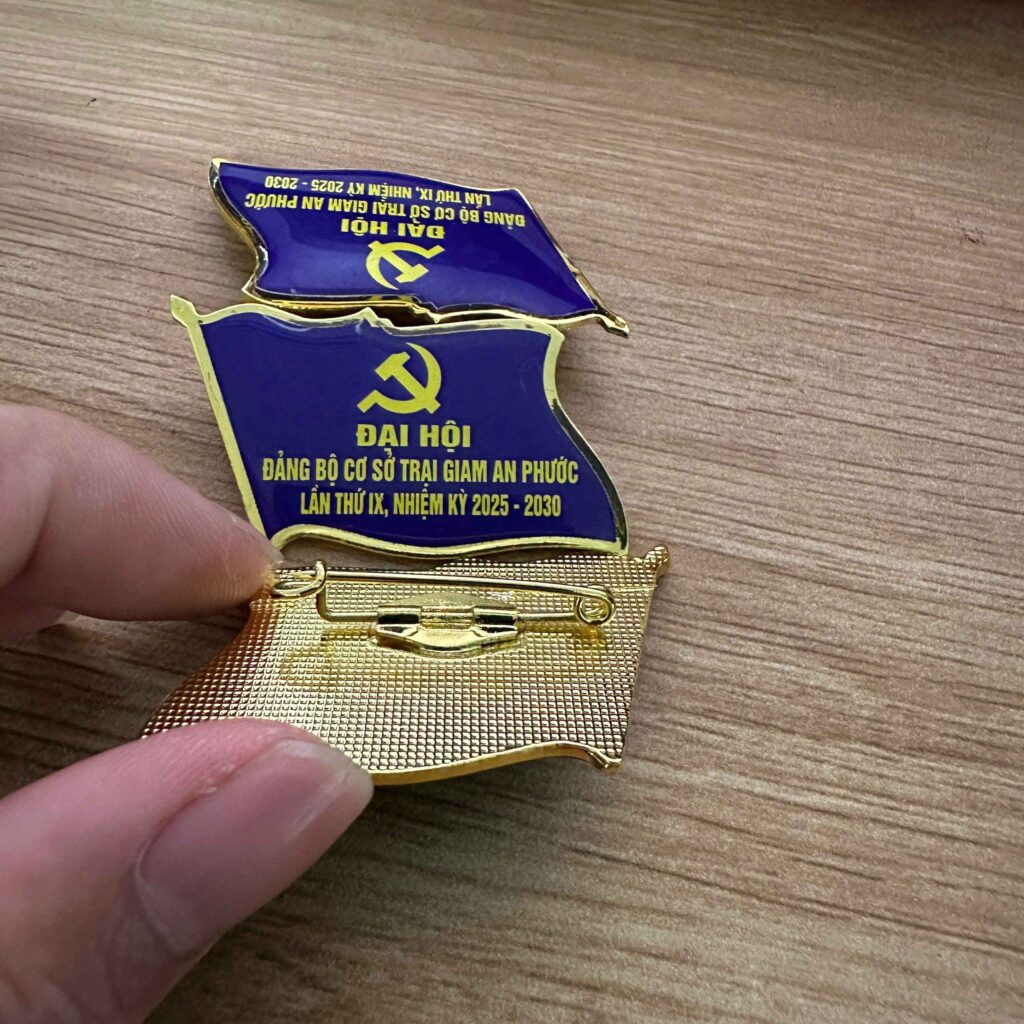 LẦN THỨ IX, NHIỆM KỲ 2025 - 2030
ĐẢNG BỘ CƠ SỞ TRẠI GIAM AN PHƯỚC
ĐẠI HỘI
ĐẠI HỘI
ĐẢNG BỘ CƠ SỞ TRẠI GIAM AN PHƯỚC
LẦN THỨ IX, NHIỆM KỲ 2025 - 2030